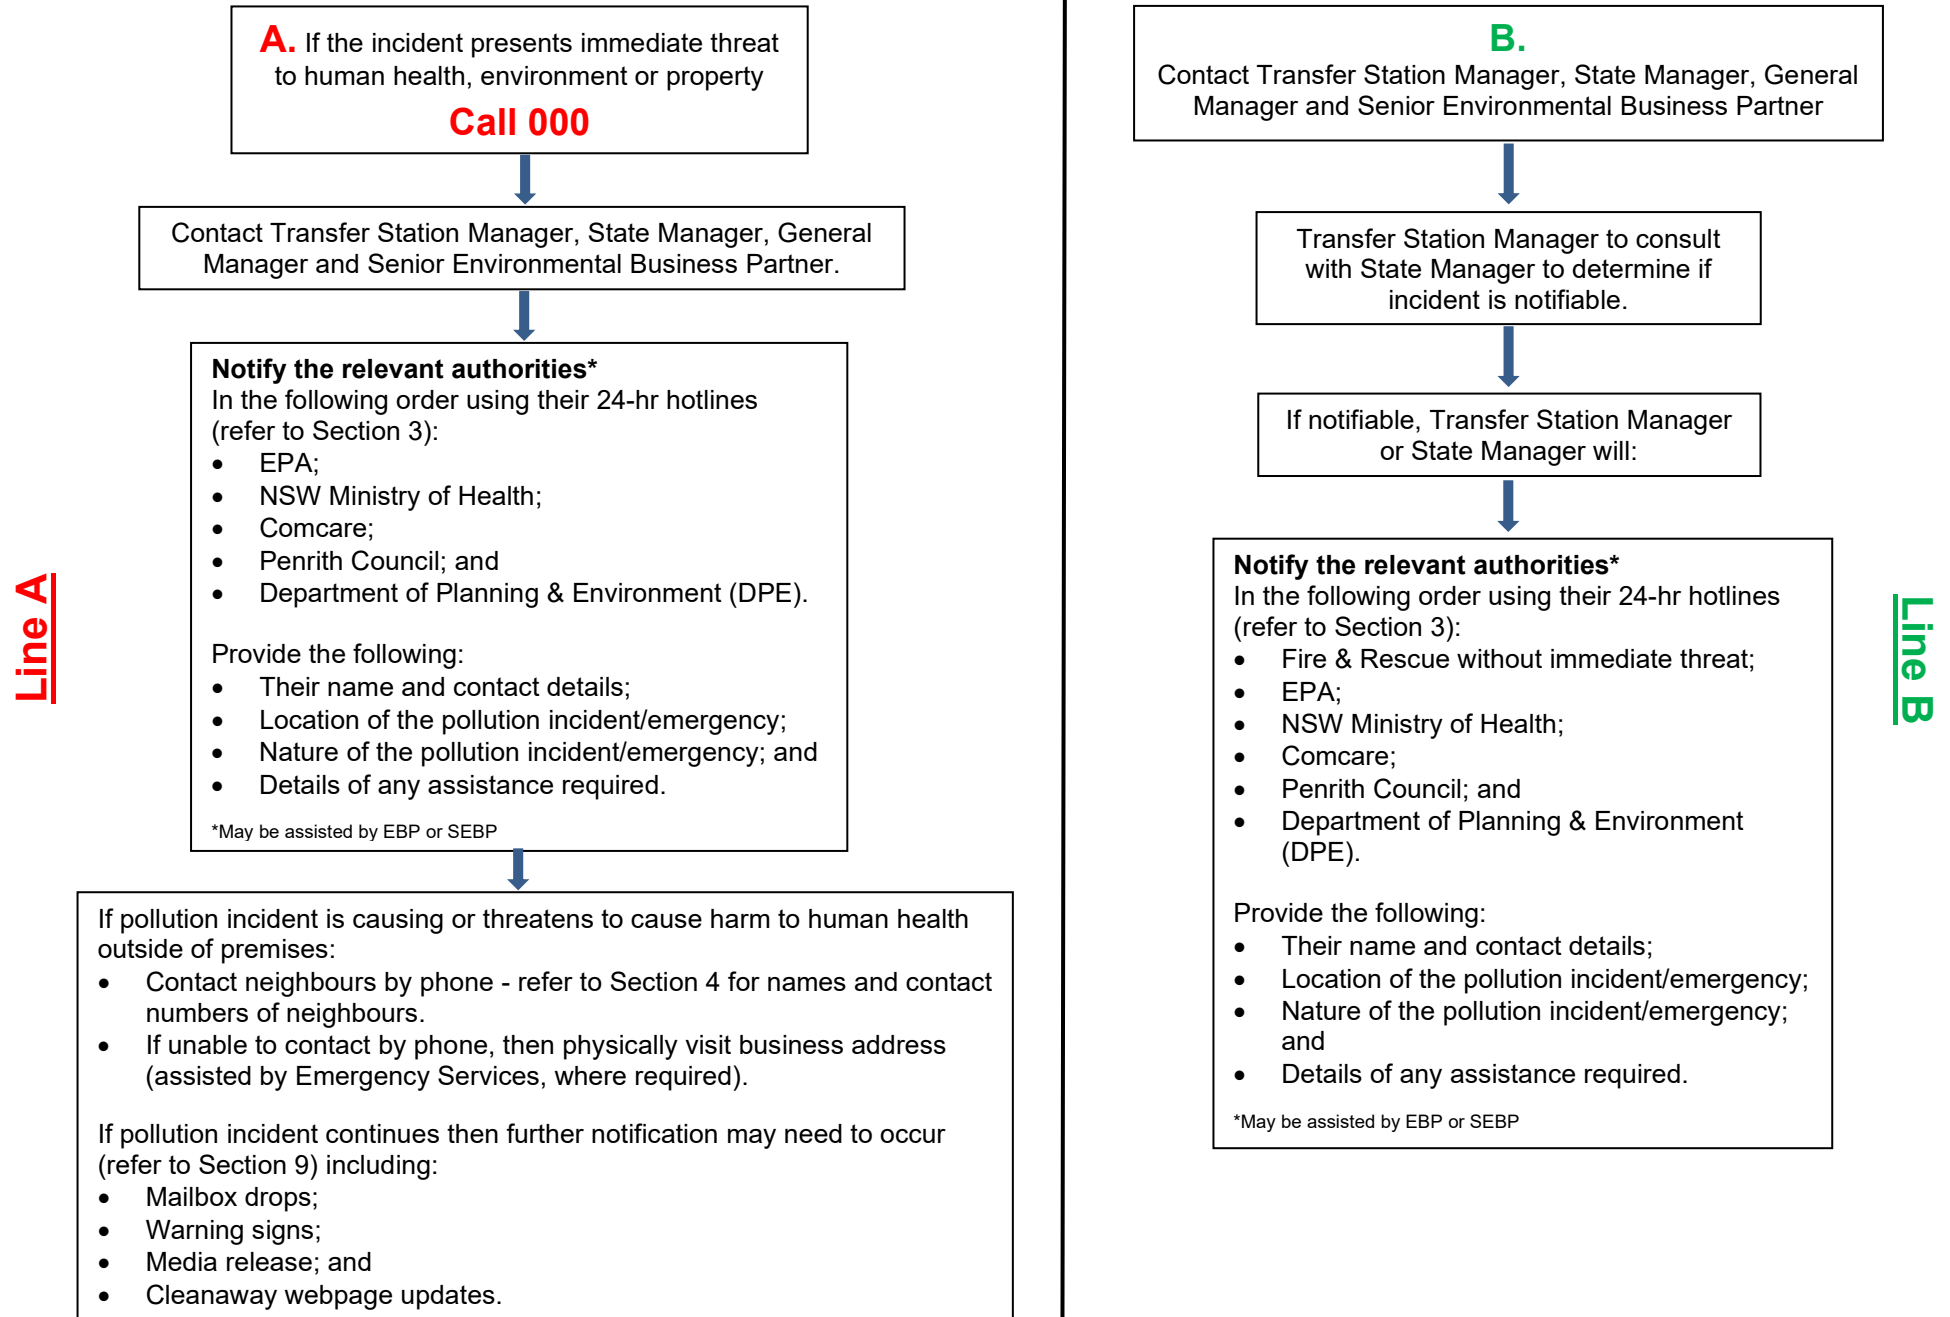 A. If the incident presents immediate threat
to human health, environment or property
Call 000
Contact Transfer Station Manager, State Manager, General
Manager and Senior Environmental Business Partner.
Notify the relevant authorities*
In the following order using their 24-hr hotlines
(refer to Section 3):
• EPA;
• NSW Ministry of Health;
• Comcare;
• Penrith Council; and
• Department of Planning & Environment (DPE).
Provide the following:
• Their name and contact details;
• Location of the pollution incident/emergency;
• Nature of the pollution incident/emergency; and
• Details of any assistance required.
*May be assisted by EBP or SEBP
If pollution incident is causing or threatens to cause harm to human health
outside of premises:
• Contact neighbours by phone - refer to Section 4 for names and contact
numbers of neighbours.
• If unable to contact by phone, then physically visit business address
(assisted by Emergency Services, where required).
If pollution incident continues then further notification may need to occur
(refer to Section 9) including:
• Mailbox drops;
• Warning signs;
• Media release; and
• Cleanaway webpage updates.
Line A
B.
Contact Transfer Station Manager, State Manager, General
Manager and Senior Environmental Business Partner
Transfer Station Manager to consult
with State Manager to determine if
incident is notifiable.
If notifiable, Transfer Station Manager
or State Manager will:
Notify the relevant authorities*
In the following order using their 24-hr hotlines
(refer to Section 3):
• Fire & Rescue without immediate threat;
• EPA;
• NSW Ministry of Health;
• Comcare;
• Penrith Council; and
• Department of Planning & Environment
(DPE).
Provide the following:
• Their name and contact details;
• Location of the pollution incident/emergency;
• Nature of the pollution incident/emergency;
and
• Details of any assistance required.
*May be assisted by EBP or SEBP
Line B